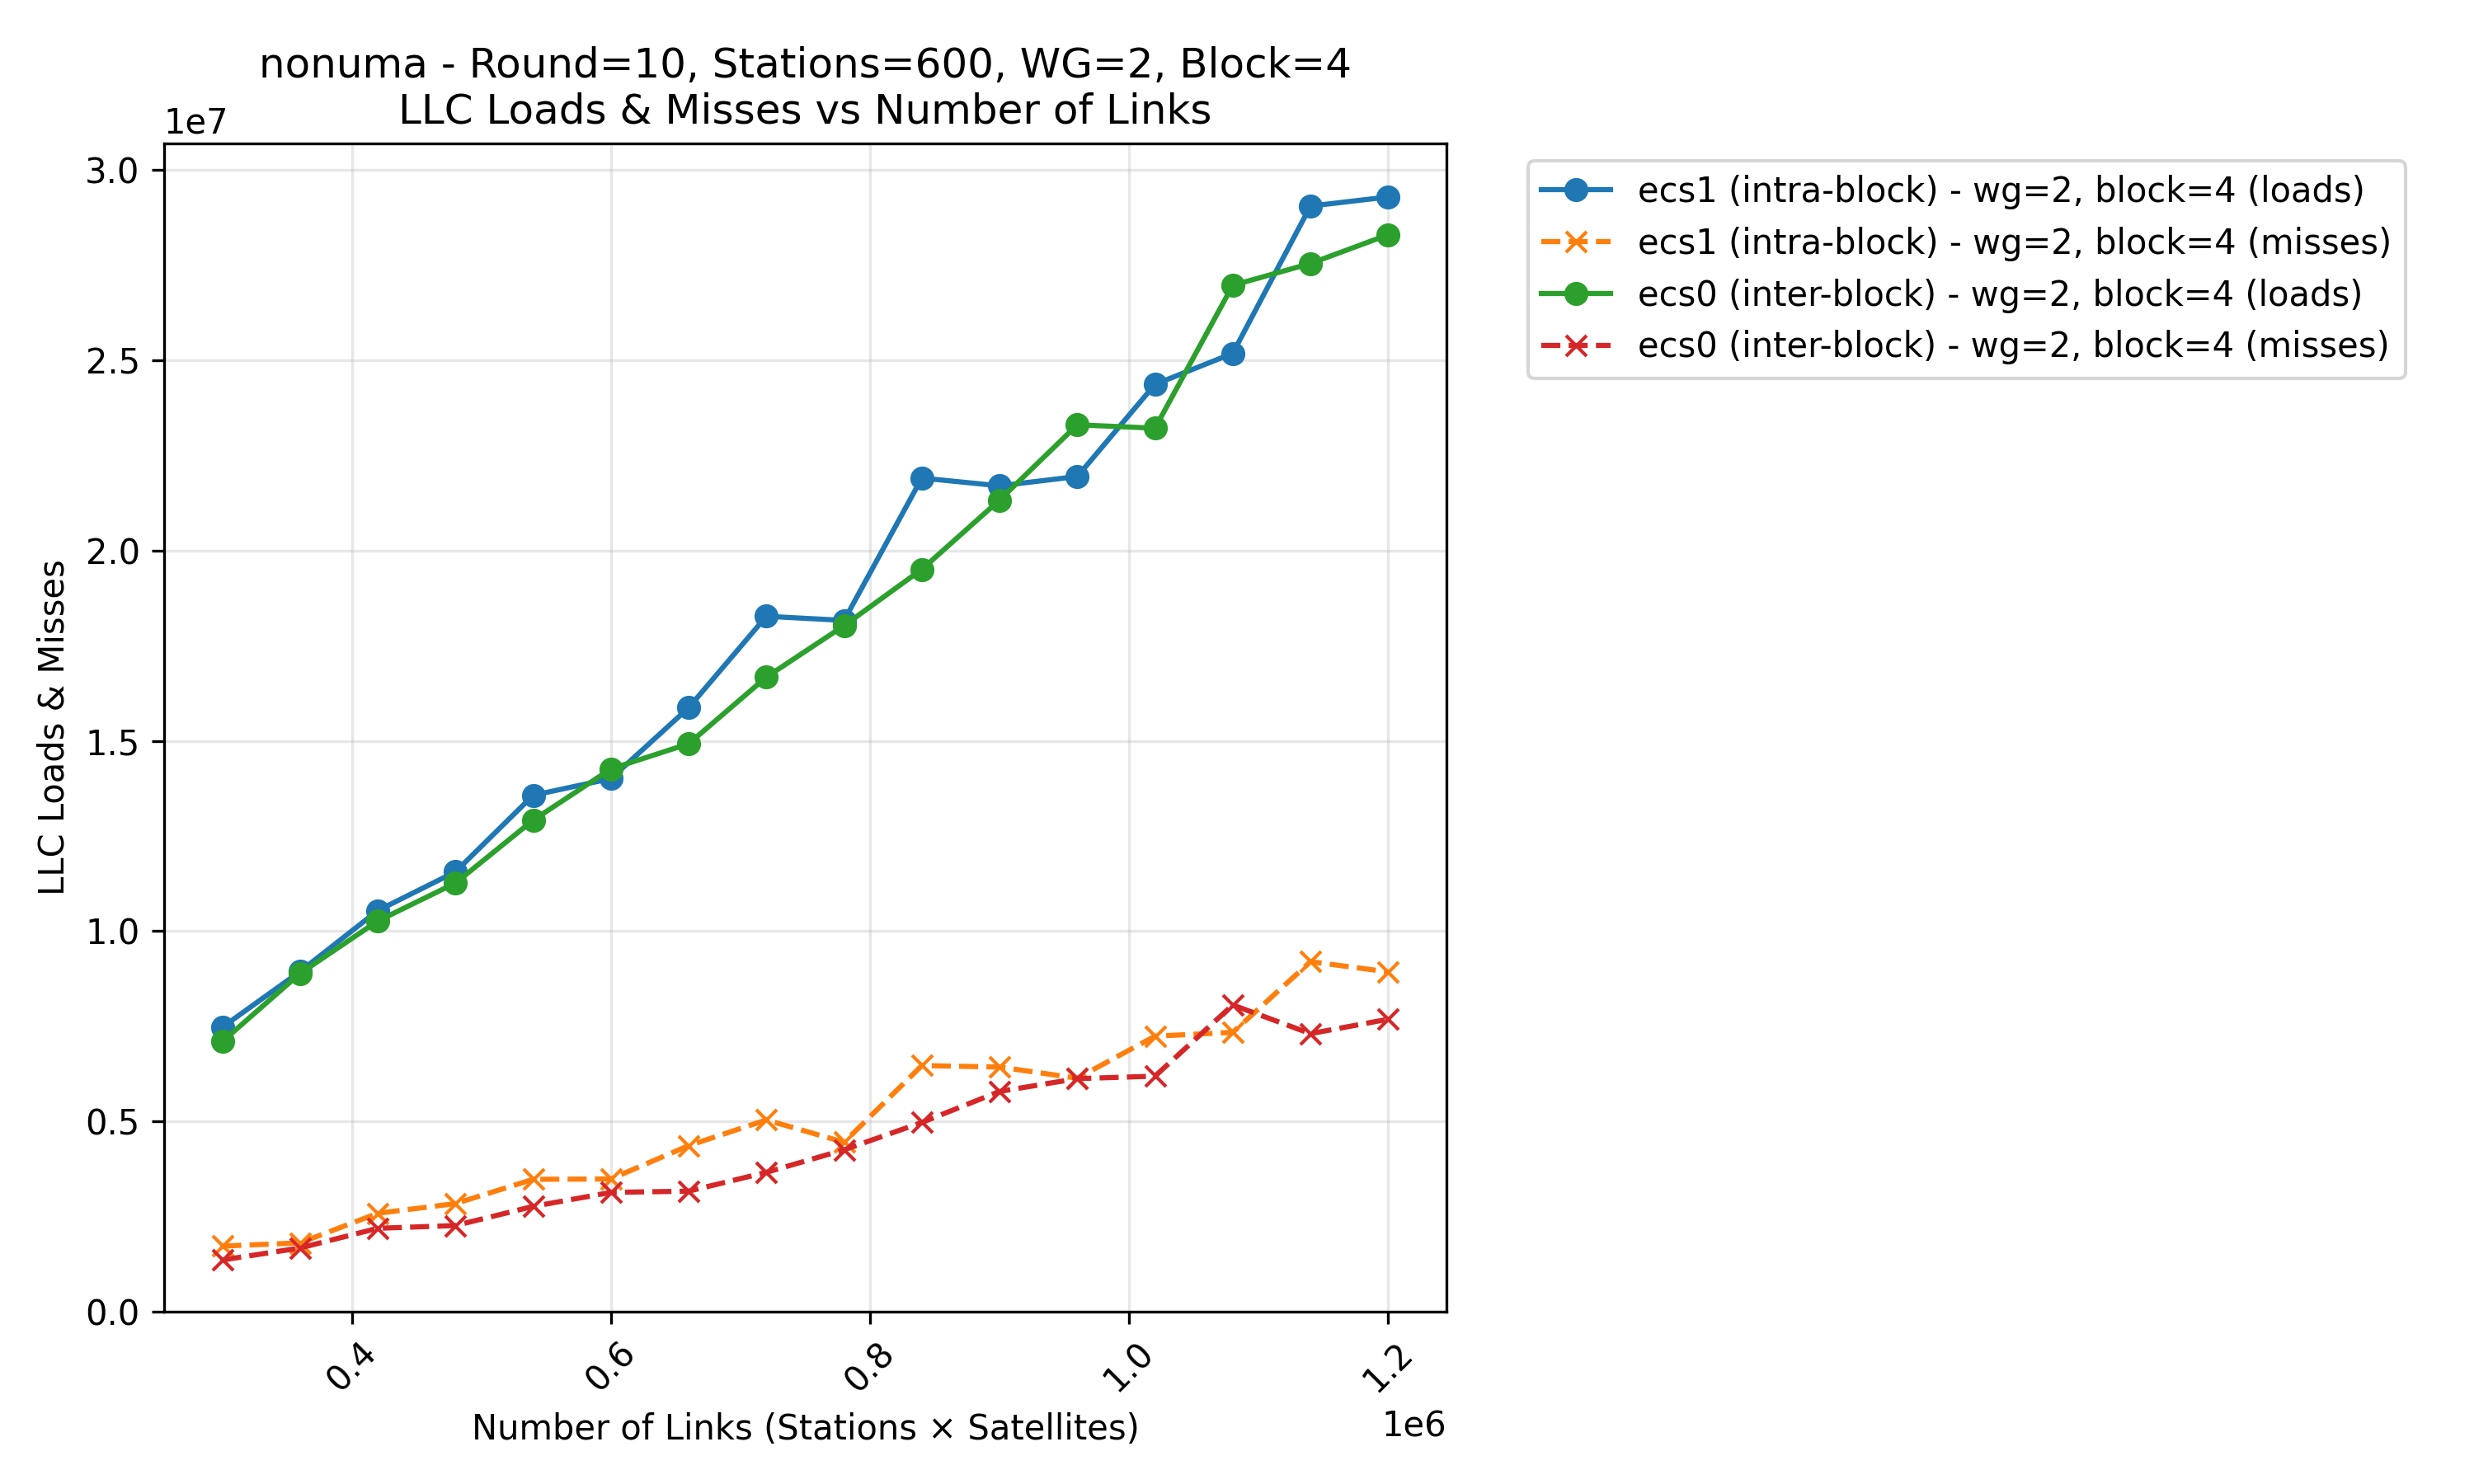 nonuma - Round=10, Stations=600, WG=2, Block=4
LLC Loads & Misses vs Number of Links
1e7
3.0
2.5
2.0
1.5
1.0
0.5
0.0
LLC Loads & Misses
0.4
0.6
0.8
1.0
1.2
1e6
Number of Links (Stations × Satellites)
ecs1 (intra-block) - wg=2, block=4 (loads)
ecs1 (intra-block) - wg=2, block=4 (misses)
ecs0 (inter-block) - wg=2, block=4 (loads)
ecs0 (inter-block) - wg=2, block=4 (misses)